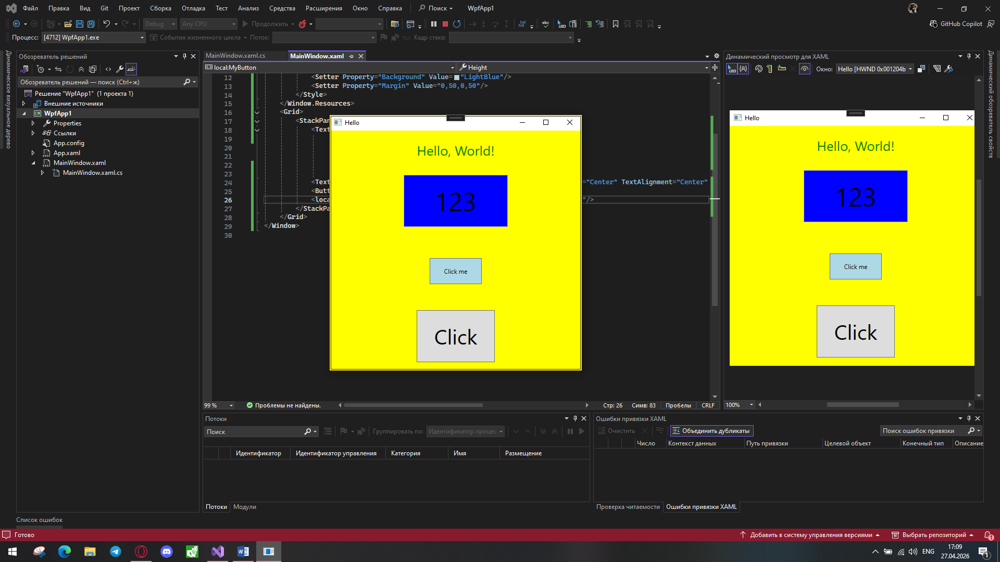 Файл Правка Вид Git Проект Сборка Отладка Тест Анализ Средства Расширения Окно Справка Поиск WpfApp1
Debug Any CPU Продолжить GitHub Copilot
Процесс: [4712] WpfApp1.exe События жизненного цикла Поток: Кадр стека:
Динамическое визуальное дерево
Обозреватель решений
Обозреватель решений — поиск (Ctrl+ж)
Решение "WpfApp1" (1 проекта 1)
Внешние источники
C# WpfApp1
Properties
Ссылки
App.config
App.xaml
MainWindow.xaml
MainWindow.xaml.cs
MainWindow.xaml.cs MainWindow.xaml
local:MyButton Height
12 <Setter Property="Background" Value="LightBlue"/>
13 <Setter Property="Margin" Value="0,50,0,50"/>
14 </Style>
15 </Window.Resources>
16 <Grid>
17 <StackPan
18 <Text
19
20
21
22
23
24 <Text ="Center" TextAlignment="Center"
25 <Butt
26 <loca "/>
27 </StackPa
28 </Grid>
29 </Window>
30
Hello
Hello, World!
123
Click me
Click
99 % Проблемы не найдены. Стр: 26 Симв: 83 Пробелы CRLF
Динамический просмотр для XAML
Окно: Hello [HWND 0x001204b
Hello
Hello, World!
123
Click me
Click
100%
Динамический обозреватель свойств
Потоки
Поиск Группировать по: Идентификатор процес
Идентификатор Идентификатор управления Категория Имя Размещение
Потоки Модули
Ошибки привязки XAML
Очистить Объединить дубликаты Поиск ошибок привязки
Число Контекст данных Путь привязки Целевой объект Конечный тип Описание
Проверка читаемости Ошибки привязки XAML
Список ошибок
Готово Добавить в систему управления версиями Выбрать репозиторий 1
ENG 17:09
27.04.2026
1